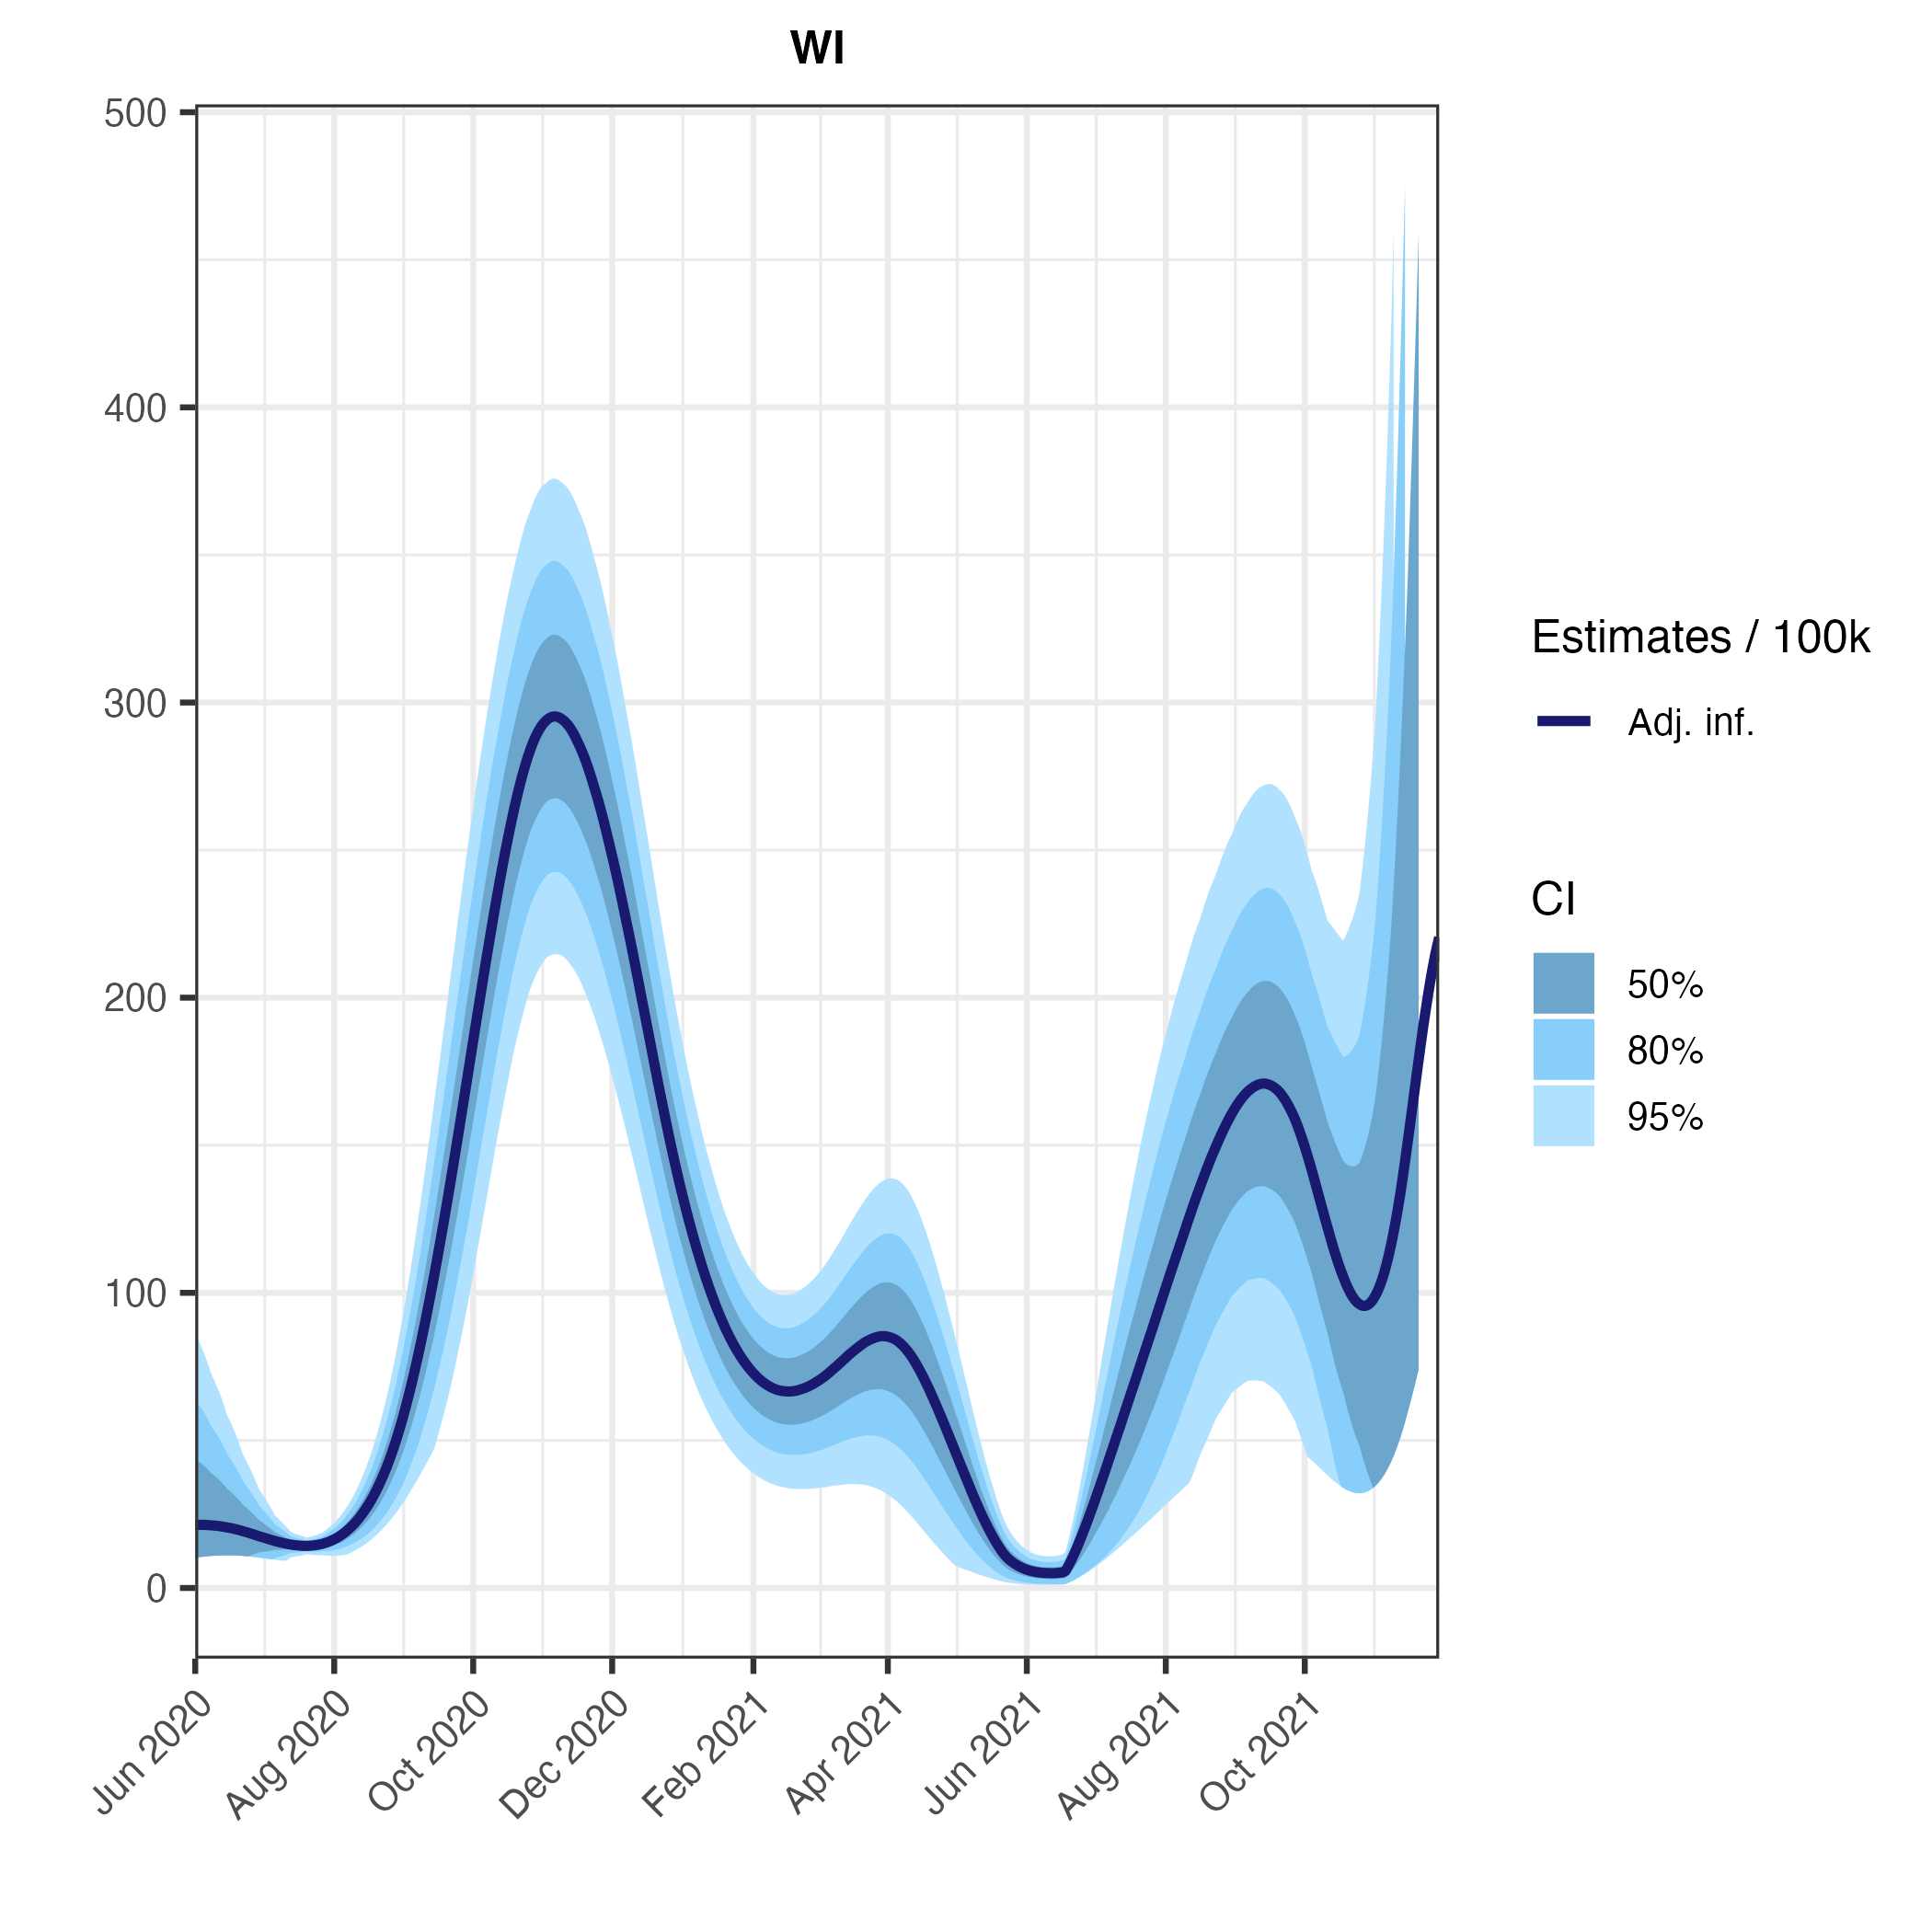 WI
500
400
300
200
100
0
Jun 2020
Aug 2020
Oct 2020
Dec 2020
Feb 2021
Apr 2021
Jun 2021
Aug 2021
Oct 2021
Estimates / 100k
Adj. inf.
CI
50%
80%
95%